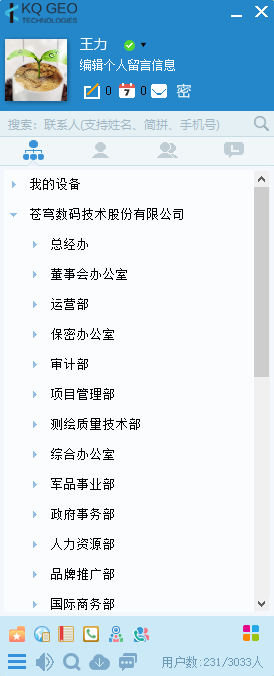 KQ GEO
TECHNOLOGIES
王力
编辑个人留言信息
0 7 0 密
搜索：联系人(支持姓名、简拼、手机号)
我的设备
苍穹数码技术股份有限公司
总经办
董事会办公室
运营部
保密办公室
审计部
项目管理部
测绘质量技术部
综合办公室
军品事业部
政府事务部
人力资源部
品牌推广部
国际商务部
用户数:231/3033人